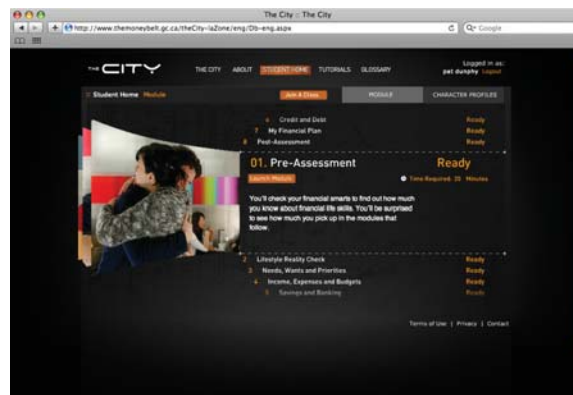 The City :: The City
http://www.themoneybelt.gc.ca/theCity-laZone/eng/Db-eng.aspx
Google
THE CITY
THE CITY ABOUT STUDENT HOME TUTORIALS GLOSSARY
Logged in as:
pat dunphy Logout
Student Home Module
Join A Class
MODULE
CHARACTER PROFILES
6 Credit and Debt Ready
7 My Financial Plan Ready
8 Post-Assessment Ready
01. Pre-Assessment Ready
Launch Module
Time Required: 20 Minutes
You'll check your financial smarts to find out how much
you know about financial life skills. You'll be surprised
to see how much you pick up in the modules that
follow.
2 Lifestyle Reality Check Ready
3 Needs, Wants and Priorities Ready
4 Income, Expenses and Budgets Ready
5 Savings and Banking Ready
Terms of Use | Privacy | Contact